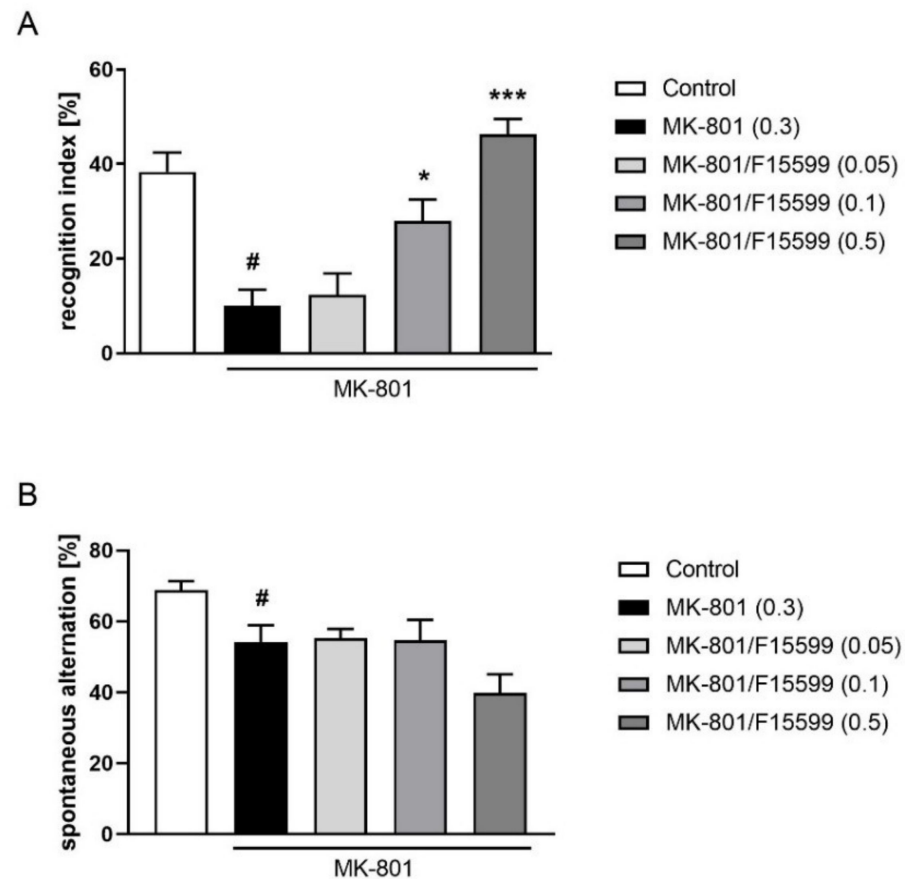 A
recognition index [%]
60
40
20
0
#
*
***
MK-801
Control
MK-801 (0.3)
MK-801/F15599 (0.05)
MK-801/F15599 (0.1)
MK-801/F15599 (0.5)
B
spontaneous alternation [%]
80
60
40
20
0
#
MK-801
Control
MK-801 (0.3)
MK-801/F15599 (0.05)
MK-801/F15599 (0.1)
MK-801/F15599 (0.5)